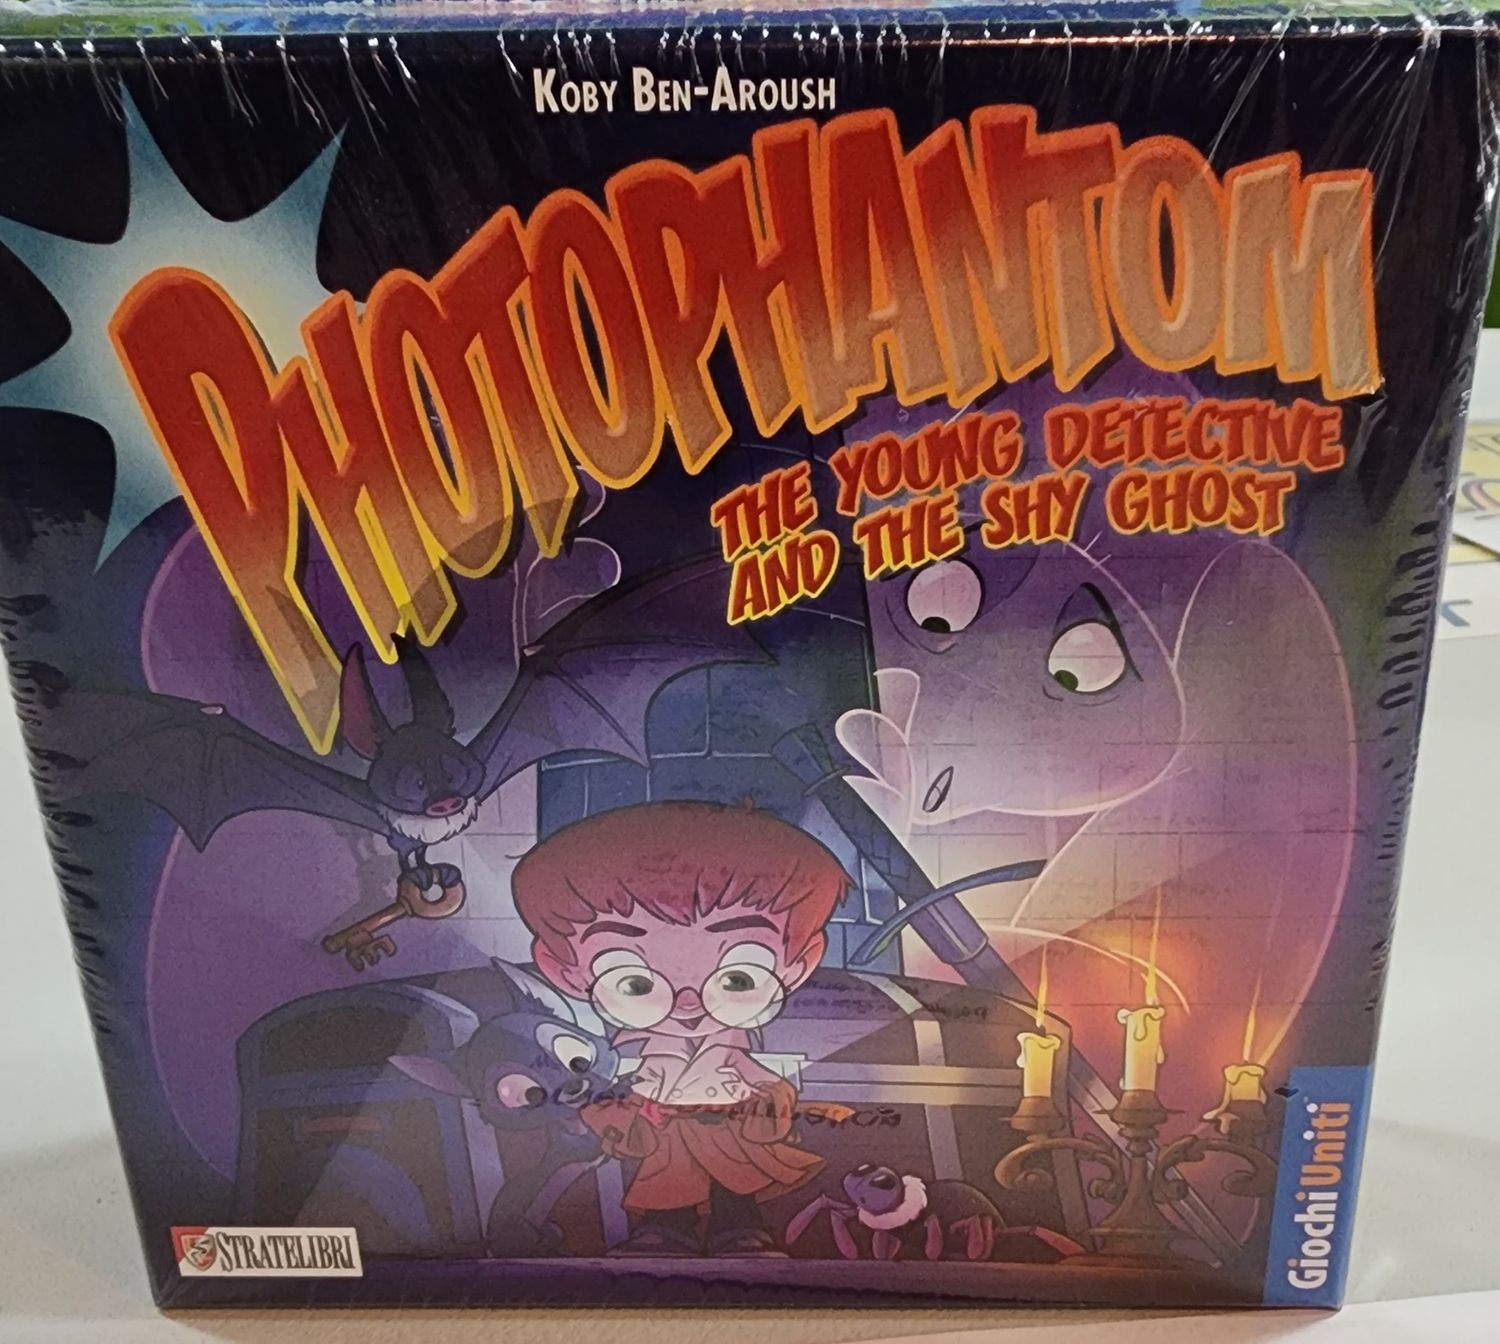 KOBY BEN-AROUSH
PHOTOPHANTOM
THE YOUNG DETECTIVE
AND THE SHY GHOST
STRATELIBRI
Giochi Uniti